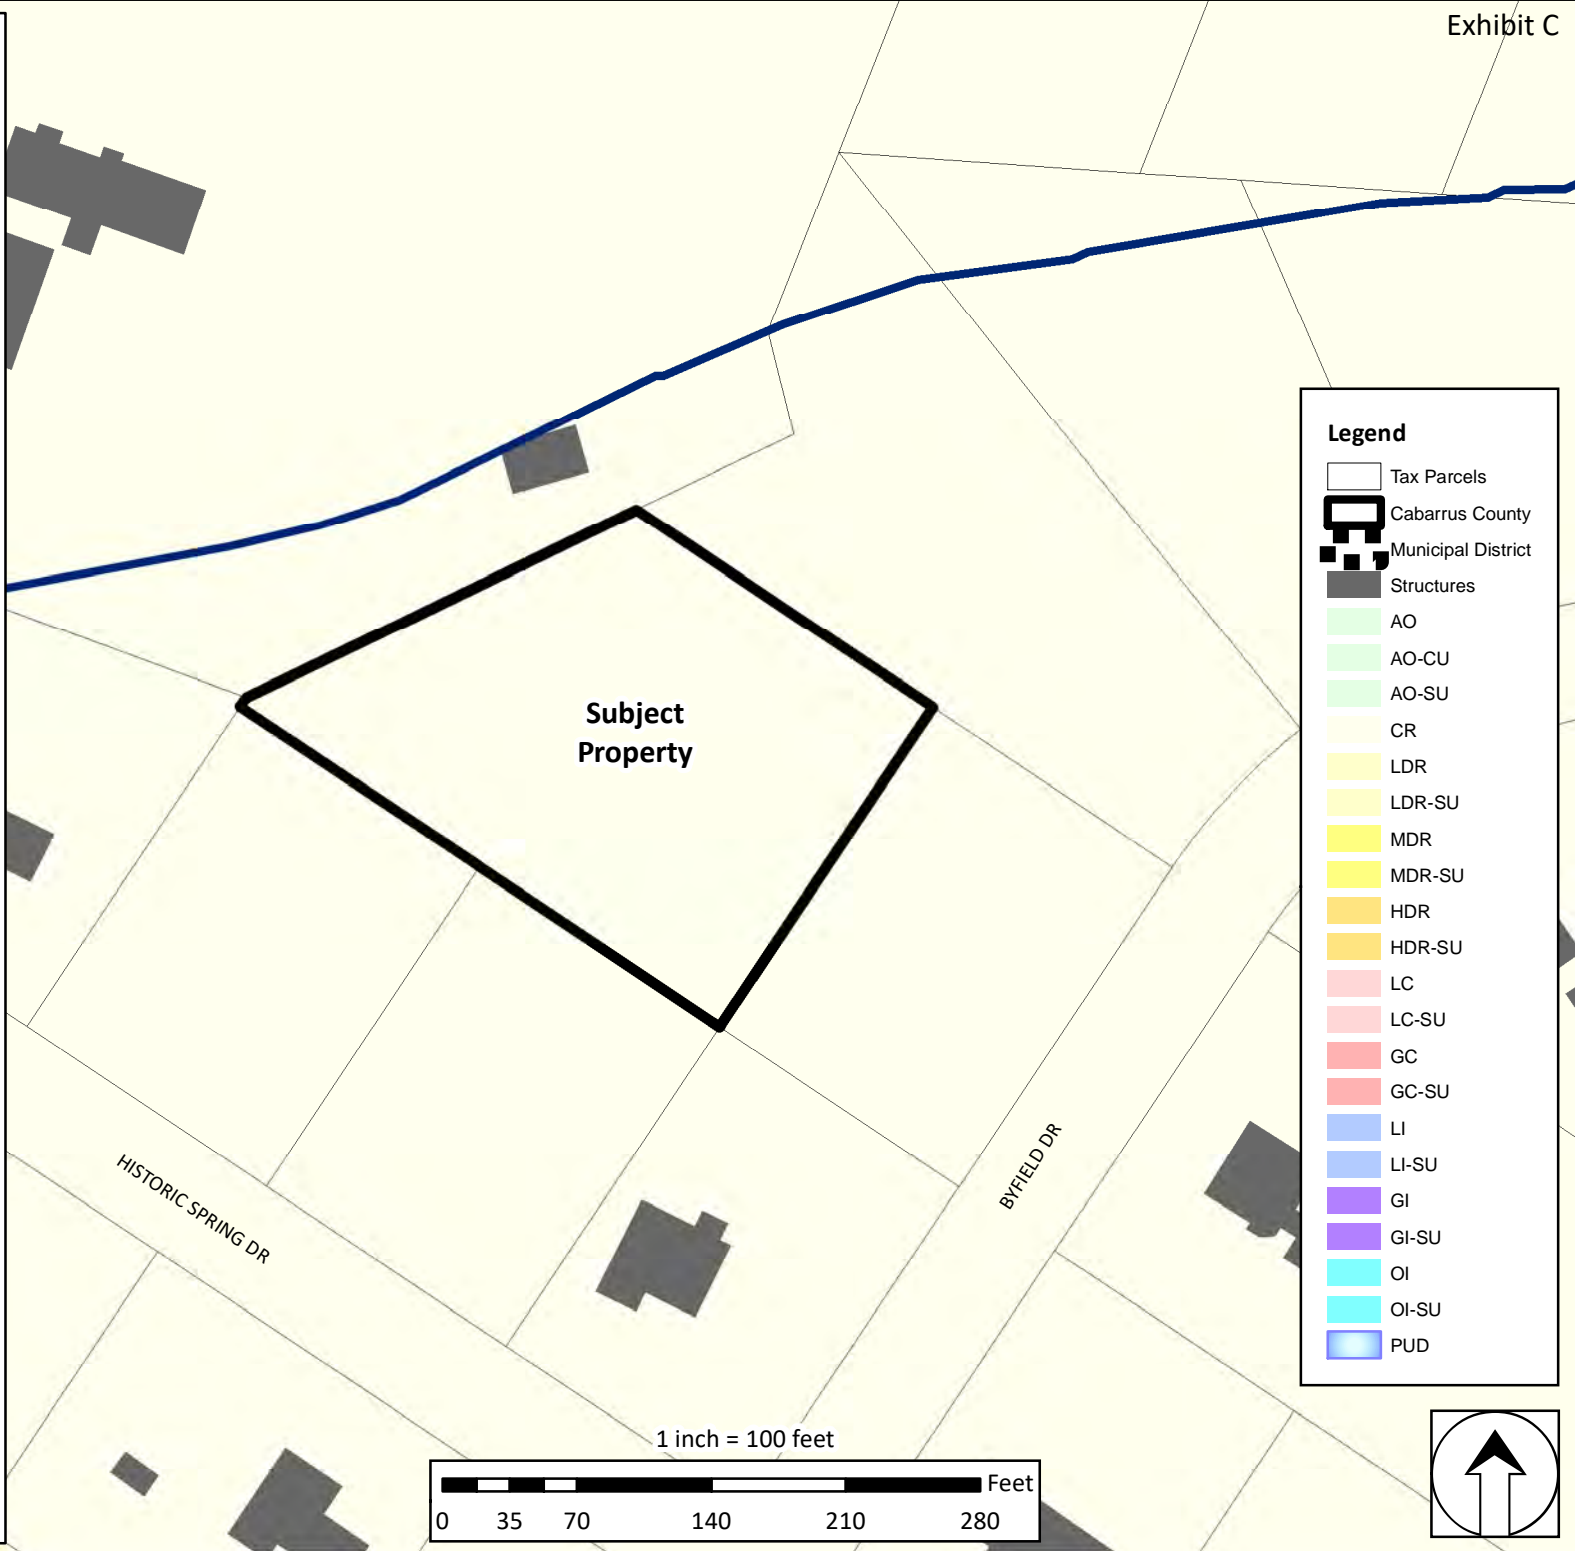 Exhibit C
Legend
Tax Parcels
Cabarrus County
Municipal District
Structures
AO
AO-CU
AO-SU
CR
LDR
LDR-SU
MDR
MDR-SU
HDR
HDR-SU
LC
LC-SU
GC
GC-SU
LI
LI-SU
GI
GI-SU
OI
OI-SU
PUD
Subject
Property
HISTORIC SPRING DR
BYFIELD DR
1 inch = 100 feet
Feet
0 35 70 140 210 280